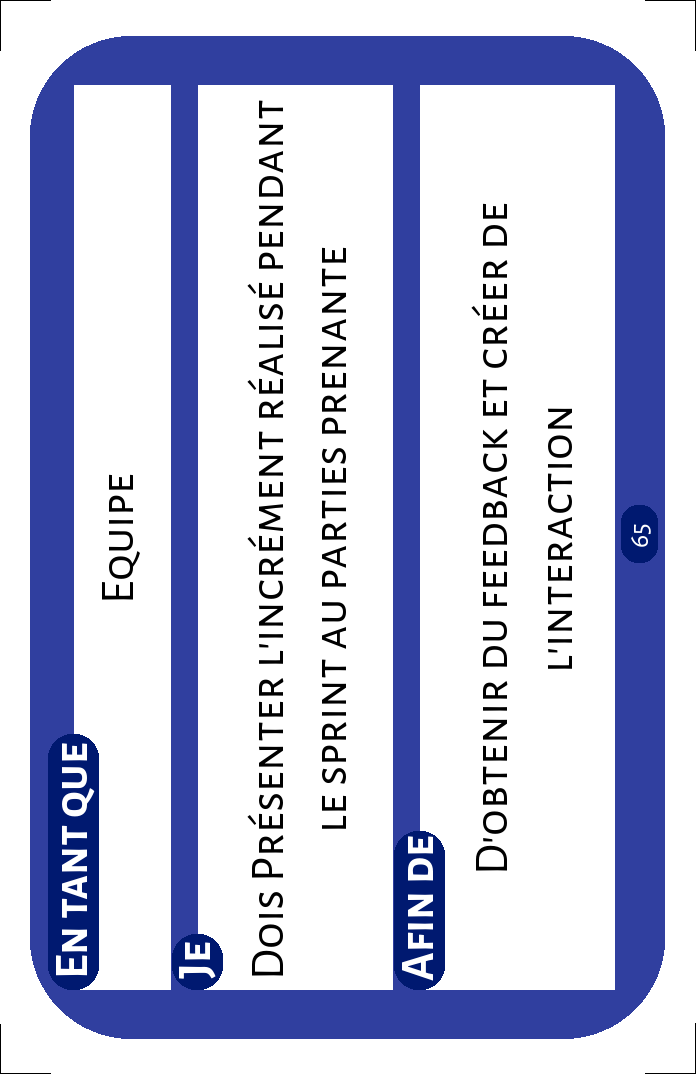 En tant que
Equipe
Je
Dois Présenter l'incrément réalisé pendant
le sprint au parties prenante
Afin de
D'obtenir du feedback et créer de
l'interaction
65